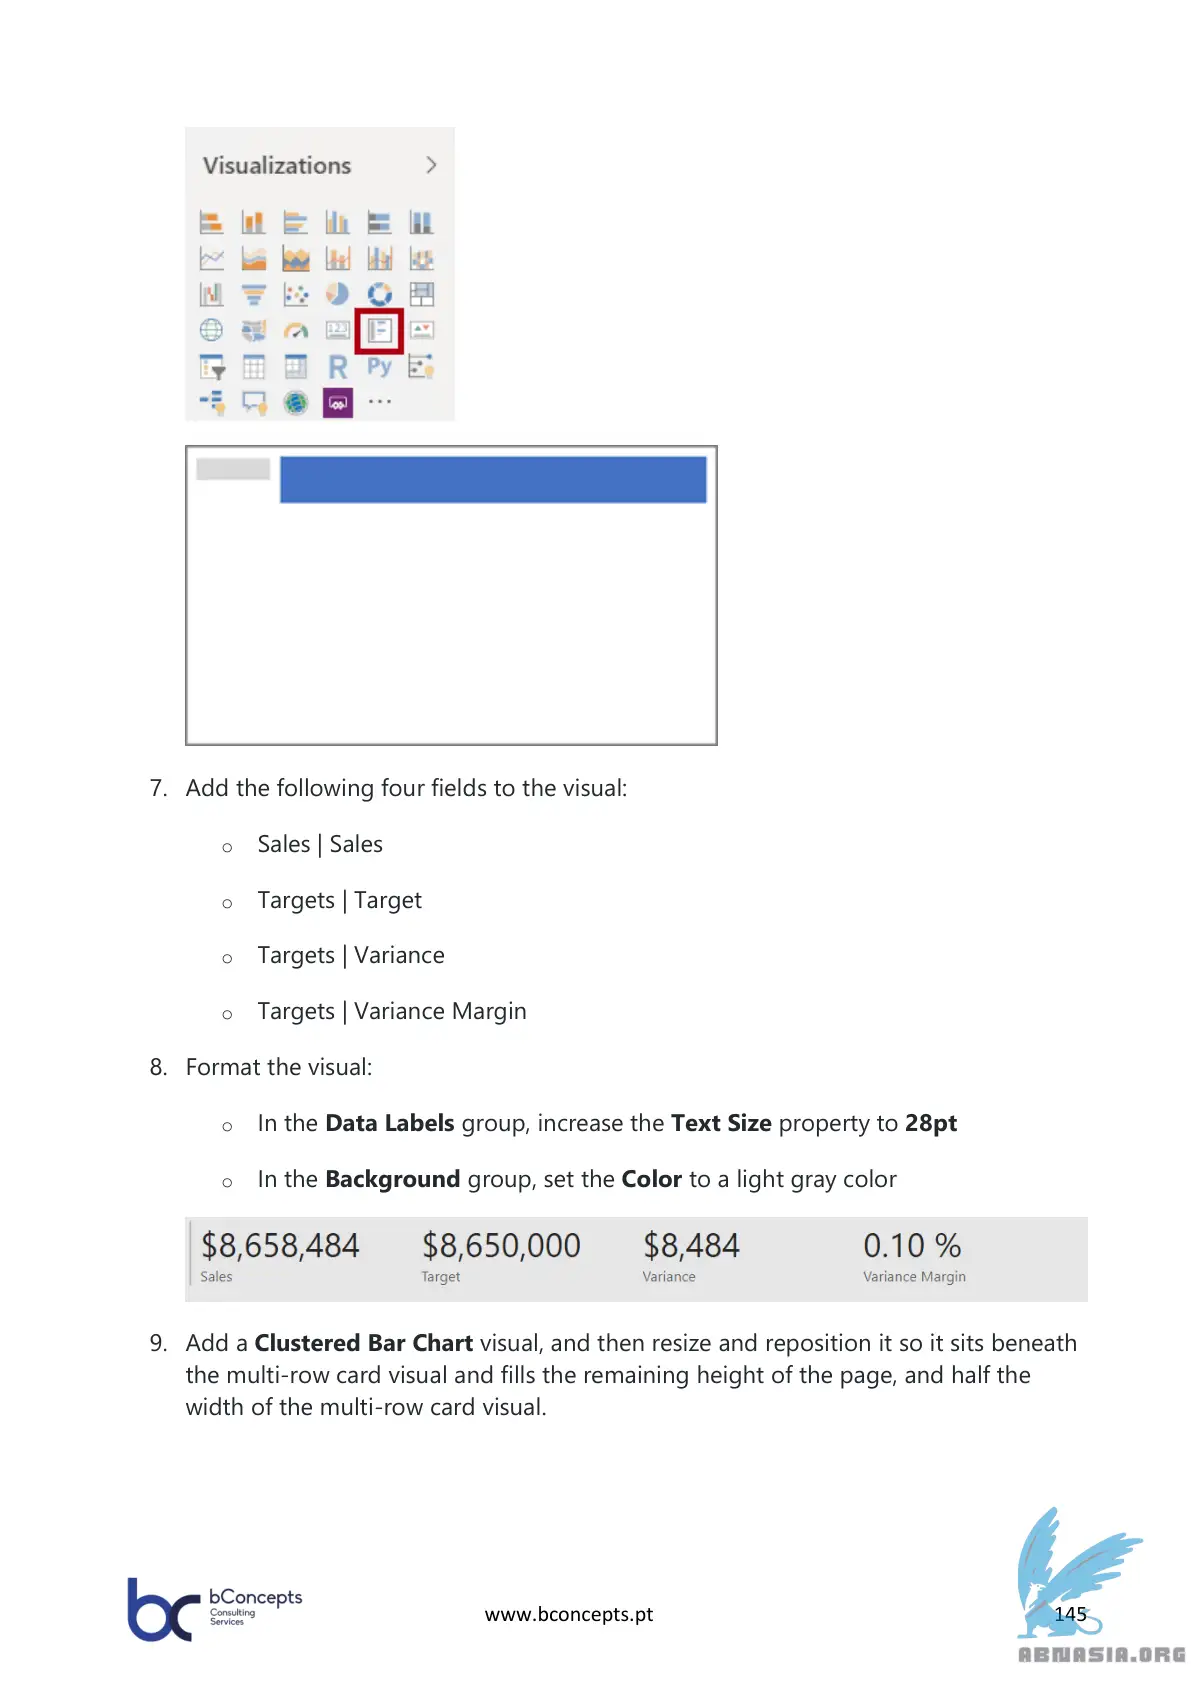 Visualizations
123
R
Py
7. Add the following four fields to the visual:
o Sales | Sales
o Targets | Target
o Targets | Variance
o Targets | Variance Margin
8. Format the visual:
o In the Data Labels group, increase the Text Size property to 28pt
o In the Background group, set the Color to a light gray color
$8,658,484 $8,650,000 $8,484 0.10 %
Sales Target Variance Variance Margin
9. Add a Clustered Bar Chart visual, and then resize and reposition it so it sits beneath
the multi-row card visual and fills the remaining height of the page, and half the
width of the multi-row card visual.
bc bConcepts
Consulting
Services
www.bconcepts.pt
145
ABNASIA.ORG